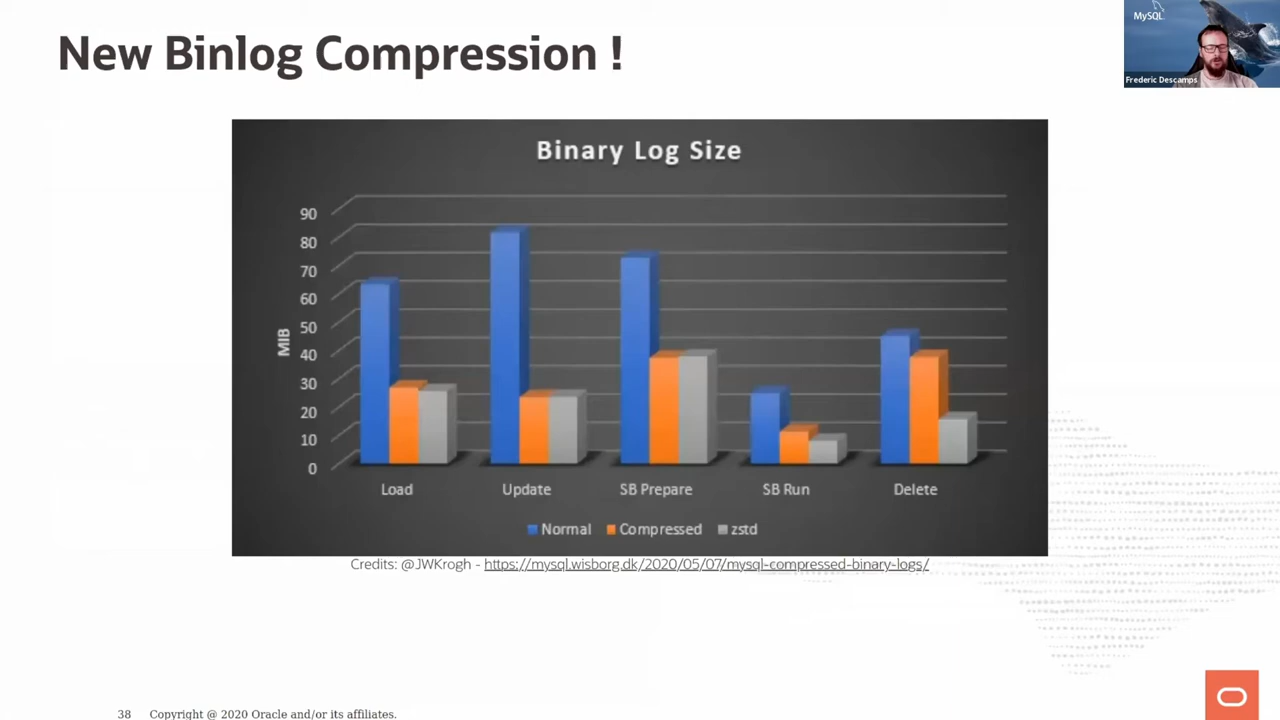 New Binlog Compression !
MySQL
Frederic Descamps
Binary Log Size
90
80
70
60
50
40
30
20
10
0
MIB
Load Update SB Prepare SB Run Delete
Normal Compressed zstd
Credits: @JWKrogh - https://mysql.wisborg.dk/2020/05/07/mysql-compressed-binary-logs/
38 Copyright @ 2020 Oracle and/or its affiliates.